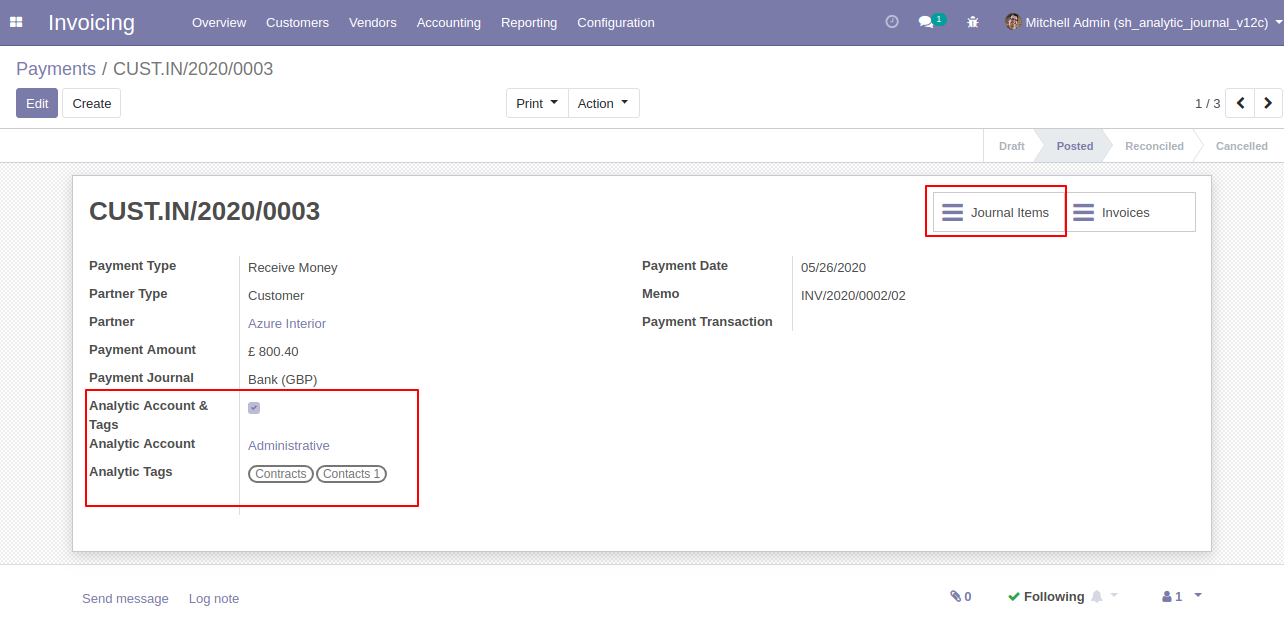 Invoicing
Overview Customers Vendors Accounting Reporting Configuration
1 Mitchell Admin (sh_analytic_journal_v12c)
Payments / CUST.IN/2020/0003
Edit Create Print Action 1 / 3
Draft Posted Reconciled Cancelled
CUST.IN/2020/0003
Journal Items Invoices
Payment Type Receive Money
Partner Type Customer
Partner Azure Interior
Payment Amount £ 800.40
Payment Journal Bank (GBP)
Analytic Account &
Tags
Analytic Account Administrative
Analytic Tags Contracts Contacts 1
Payment Date 05/26/2020
Memo INV/2020/0002/02
Payment Transaction
Send message Log note 0 Following 1